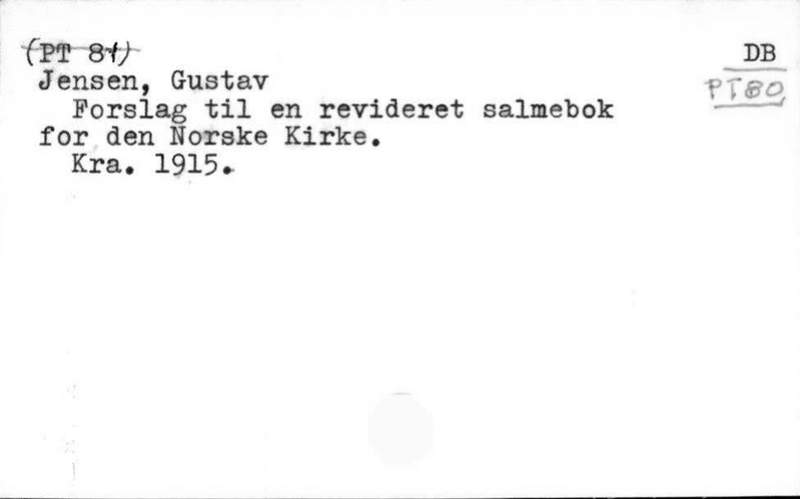 (PT 81)
DB
Jensen, Gustav
PT80
Forslag til en revideret salmebok
for den Norske Kirke.
Kra. 1915.